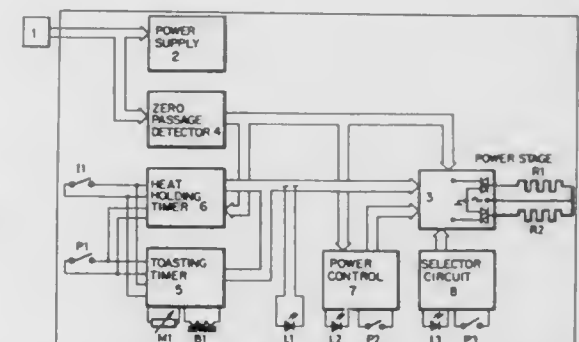 1
POWER
SUPPLY
2
ZERO
PASSAGE
DETECTOR 4
I1
HEAT
HOLDING
TIMER 6
P1
TOASTING
TIMER
5
M1
B1
L1
POWER
CONTROL
7
L2
P2
POWER STAGE
3
R1
R2
SELECTOR
CIRCUIT
8
L3
P3